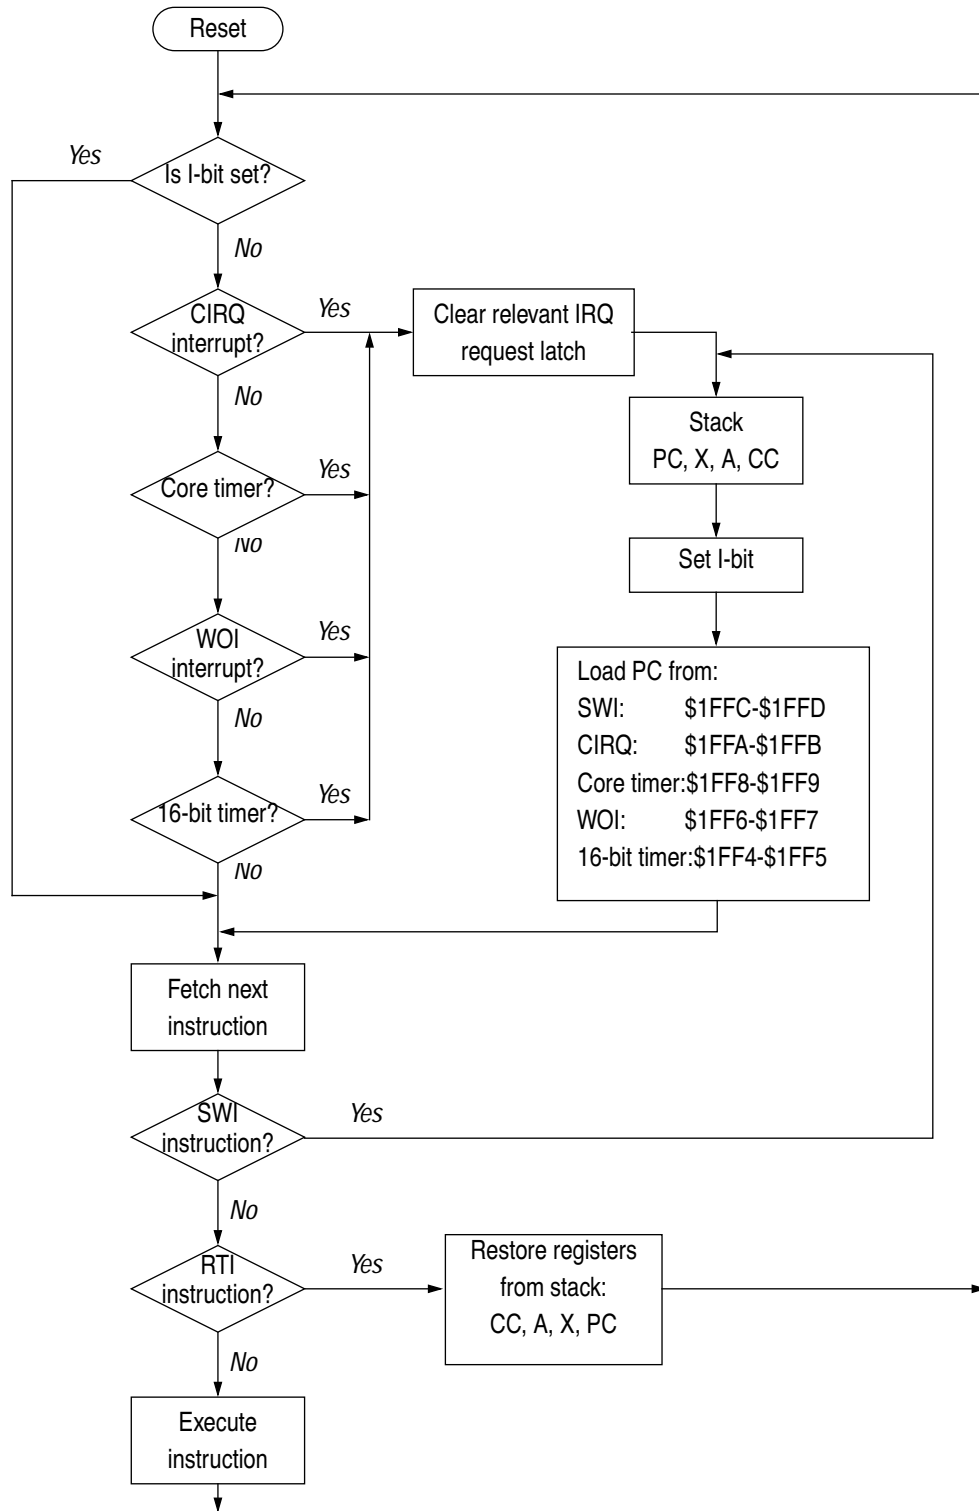 Reset
Yes
Is I-bit set?
No
CIRQ
interrupt?
Yes
Clear relevant IRQ
request latch
No
Stack
PC, X, A, CC
Core timer?
Yes
No
Set I-bit
WOI
interrupt?
Yes
No
Load PC from:
SWI: $1FFC-$1FFD
CIRQ: $1FFA-$1FFB
Core timer:$1FF8-$1FF9
WOI: $1FF6-$1FF7
16-bit timer:$1FF4-$1FF5
16-bit timer?
Yes
No
Fetch next
instruction
SWI
instruction?
Yes
No
RTI
instruction?
Yes
Restore registers
from stack:
CC, A, X, PC
No
Execute
instruction